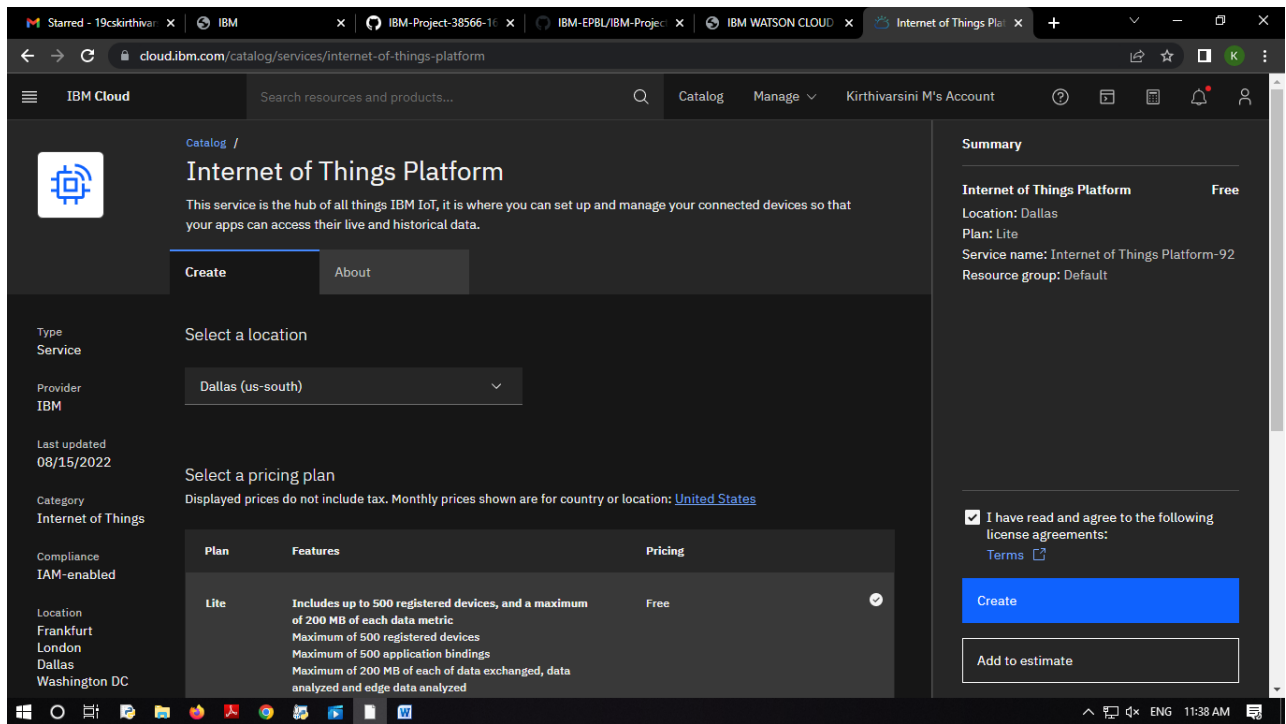 Starred - 19cskirthivar
IBM
IBM-Project-38566-16
IBM-EPBL/IBM-Project
IBM WATSON CLOUD
Internet of Things Plat
cloud.ibm.com/catalog/services/internet-of-things-platform
K
IBM Cloud
Search resources and products...
Catalog
Manage
Kirthivarsini M's Account
Catalog /
Internet of Things Platform
This service is the hub of all things IBM IoT, it is where you can set up and manage your connected devices so that
your apps can access their live and historical data.
Create
About
Type
Service
Provider
IBM
Last updated
08/15/2022
Category
Internet of Things
Compliance
IAM-enabled
Location
Frankfurt
London
Dallas
Washington DC
Select a location
Dallas (us-south)
Select a pricing plan
Displayed prices do not include tax. Monthly prices shown are for country or location: United States
Plan
Features
Pricing
Lite
Includes up to 500 registered devices, and a maximum
of 200 MB of each data metric
Maximum of 500 registered devices
Maximum of 500 application bindings
Maximum of 200 MB of each of data exchanged, data
analyzed and edge data analyzed
Free
Summary
Internet of Things Platform Free
Location: Dallas
Plan: Lite
Service name: Internet of Things Platform-92
Resource group: Default
I have read and agree to the following
license agreements:
Terms
Create
Add to estimate
ENG 11:38 AM